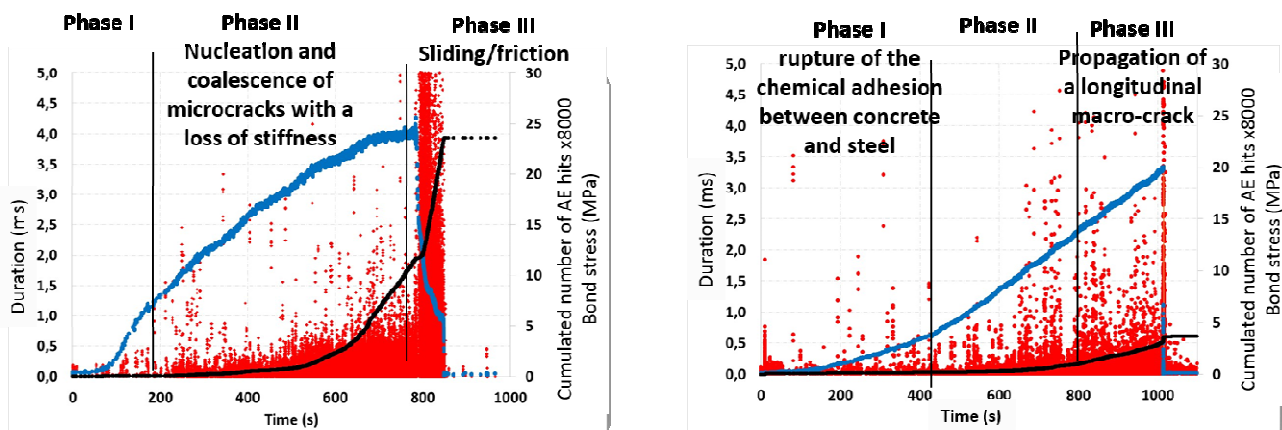 Phase I
Phase II
Phase III
Nucleation and
coalescence of
microcracks with a
loss of stiffness
Sliding/friction
5,0
4,5
4,0
3,5
3,0
2,5
2,0
1,5
1,0
0,5
0,0
Duration (ms)
30
25
20
15
10
5
0
Cumulated number of AE hits x8000
Bond stress (MPa)
0
200
400
600
800
1000
Time (s)
Phase I
Phase II
Phase III
rupture of the
chemical adhesion
between concrete
and steel
Propagation of
a longitudinal
macro-crack
5,0
4,5
4,0
3,5
3,0
2,5
2,0
1,5
1,0
0,5
0,0
Duration (ms)
30
25
20
15
10
5
0
Cumulated number of AE hits x8000
Bond stress (MPa)
0
200
400
600
800
1000
Time (s)